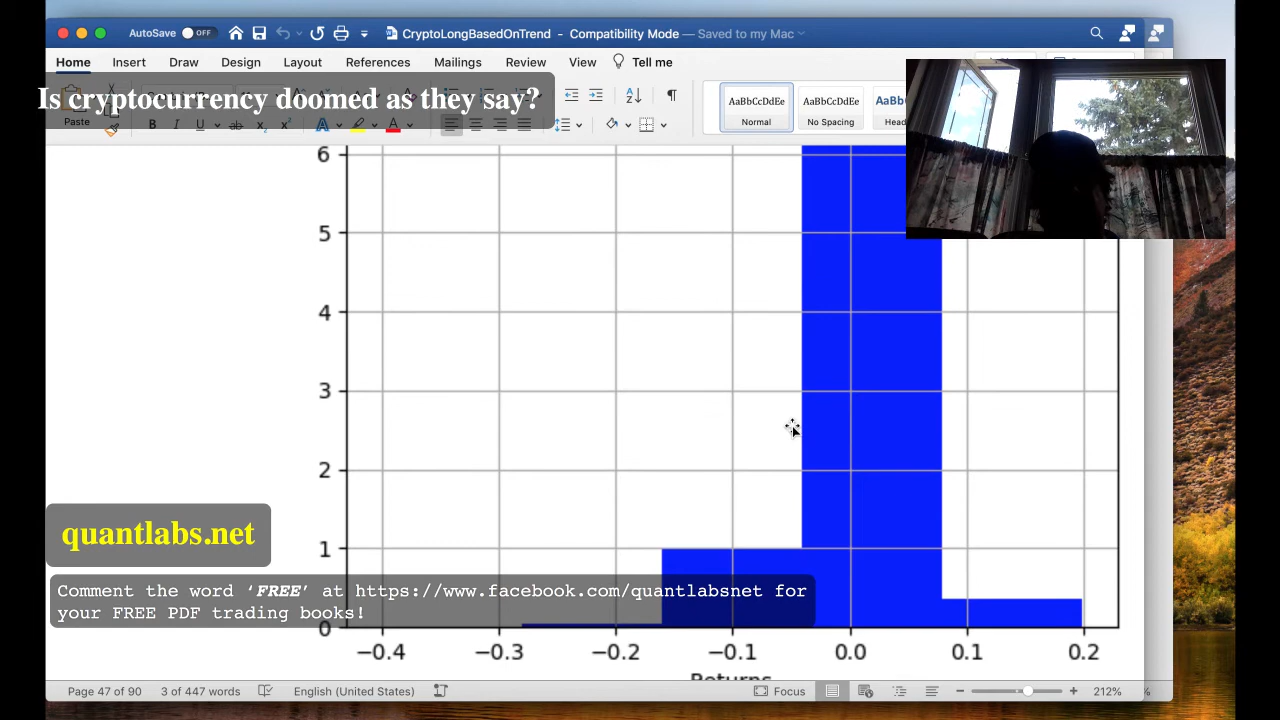 AutoSave OFF CryptoLongBasedOnTrend - Compatibility Mode — Saved to my Mac
Home Insert Draw Design Layout References Mailings Review View Tell me
Is cryptocurrency doomed as they say?
Paste
AaBbCcDdEe AaBbCcDdEe AaBbC
Normal No Spacing Head
6
5
4
3
2
1
0
−0.4 −0.3 −0.2 −0.1 0.0 0.1 0.2
Returns
quantlabs.net
Comment the word ‘FREE’ at https://www.facebook.com/quantlabsnet for
your FREE PDF trading books!
Page 47 of 90 3 of 447 words English (United States) Focus 212% %